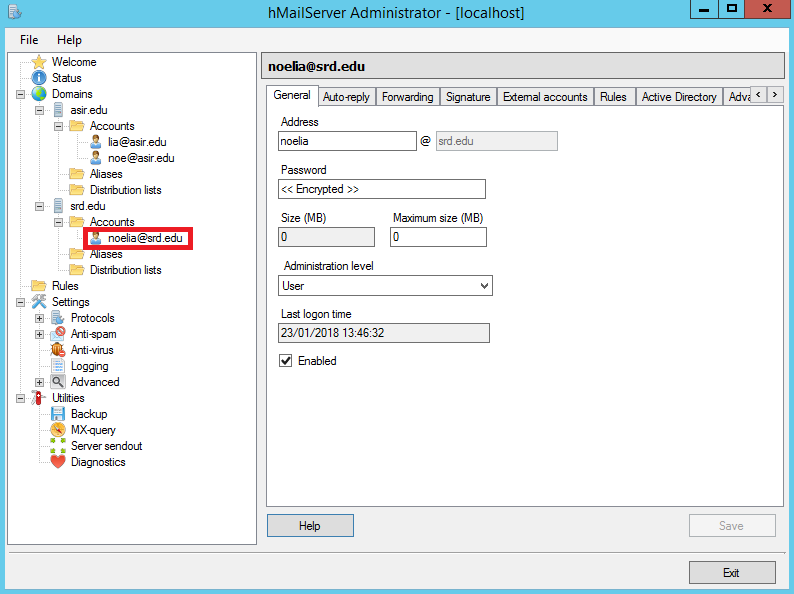 hMailServer Administrator - [localhost]
File Help
Welcome
Status
Domains
asir.edu
Accounts
lia@asir.edu
noe@asir.edu
Aliases
Distribution lists
srd.edu
Accounts
noelia@srd.edu
Aliases
Distribution lists
Rules
Settings
Protocols
Anti-spam
Anti-virus
Logging
Advanced
Utilities
Backup
MX-query
Server sendout
Diagnostics
noelia@srd.edu
General Auto-reply Forwarding Signature External accounts Rules Active Directory Adva
Address
noelia @ srd.edu
Password
<< Encrypted >>
Size (MB) Maximum size (MB)
0 0
Administration level
User
Last logon time
23/01/2018 13:46:32
Enabled
Help Save
Exit